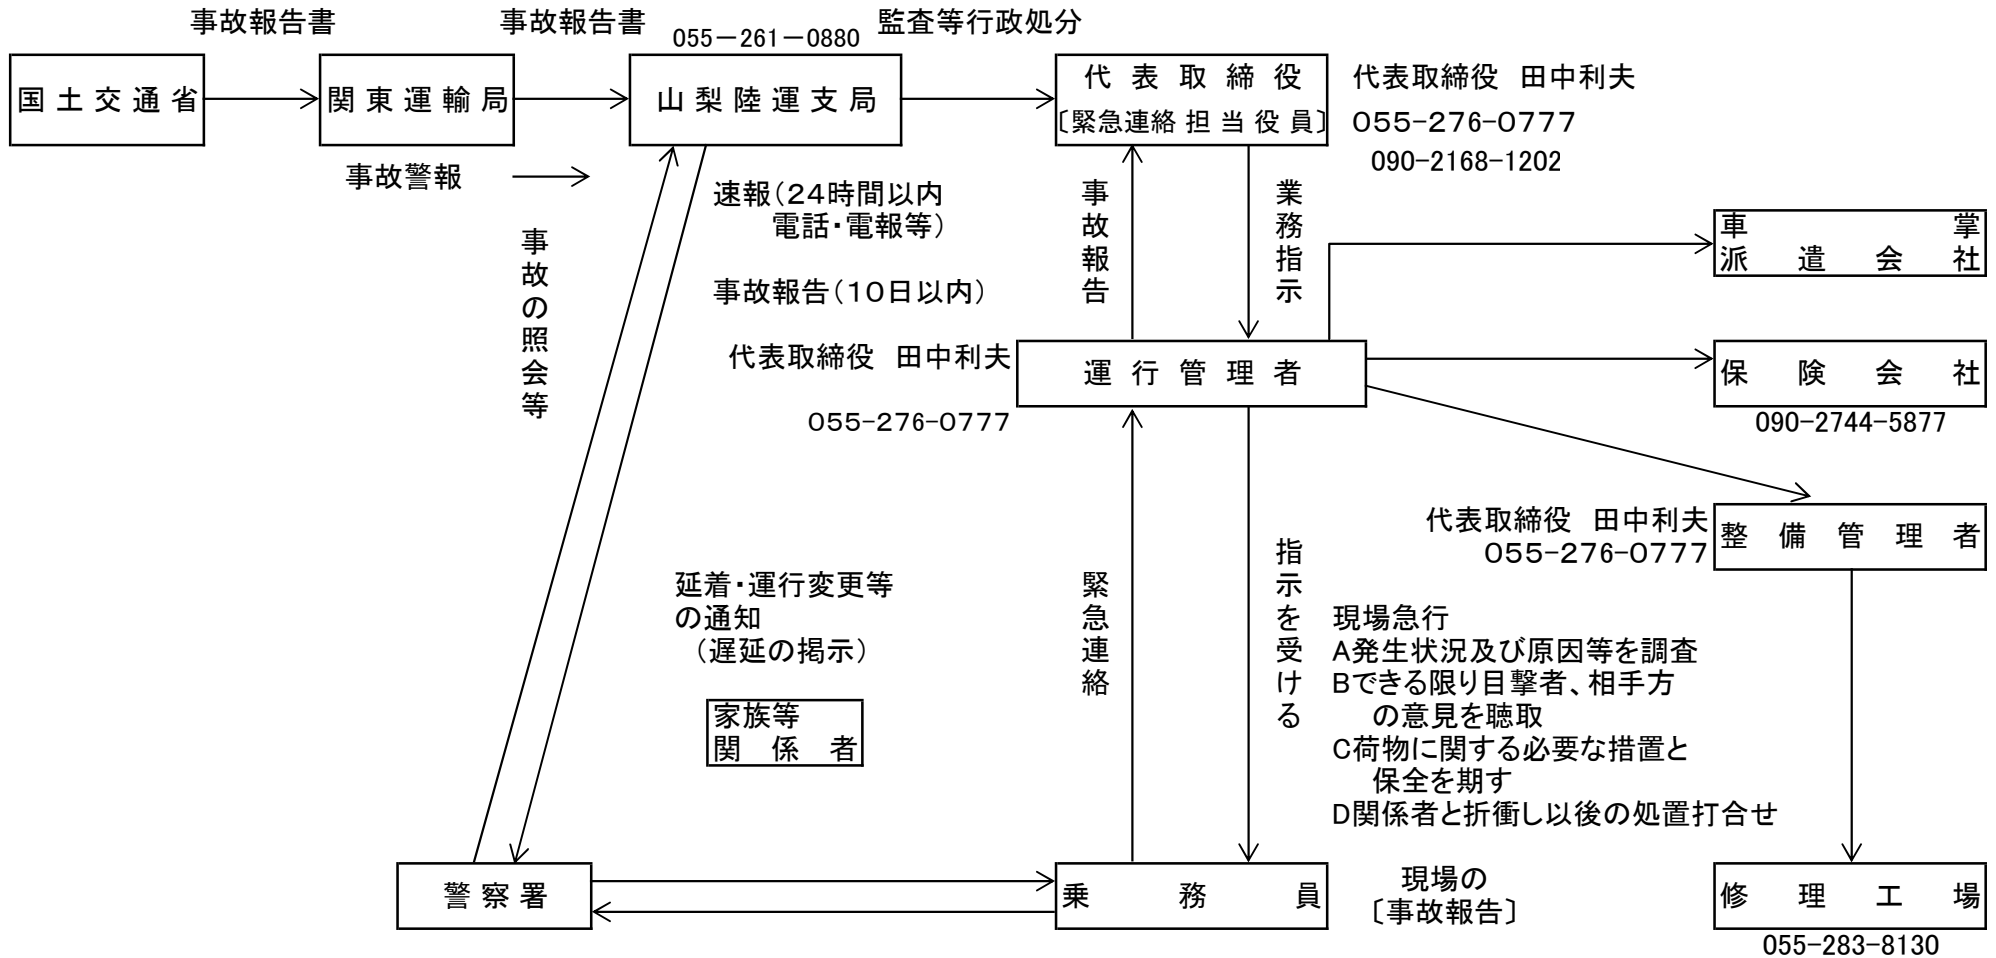 事故報告書
事故報告書
055－261－0880
監査等行政処分
国土交通省
関東運輸局
山梨陸運支局
代表取締役
〔緊急連絡担当役員〕
代表取締役　田中利夫
055-276-0777
090-2168-1202
事故警報
速報（24時間以内
電話・電報等）
事故報告（10日以内）
事故の照会等
事故報告
業務指示
車掌
派遣会社
代表取締役　田中利夫
055-276-0777
運行管理者
保険会社
090-2744-5877
代表取締役　田中利夫
055-276-0777
整備管理者
延着・運行変更等
の通知
（遅延の掲示）
家族等
関係者
緊急連絡
指示を受ける
現場急行
A発生状況及び原因等を調査
Bできる限り目撃者、相手方
の意見を聴取
C荷物に関する必要な措置と
保全を期す
D関係者と折衝し以後の処置打合せ
警察署
乗務員
現場の
〔事故報告〕
修理工場
055-283-8130